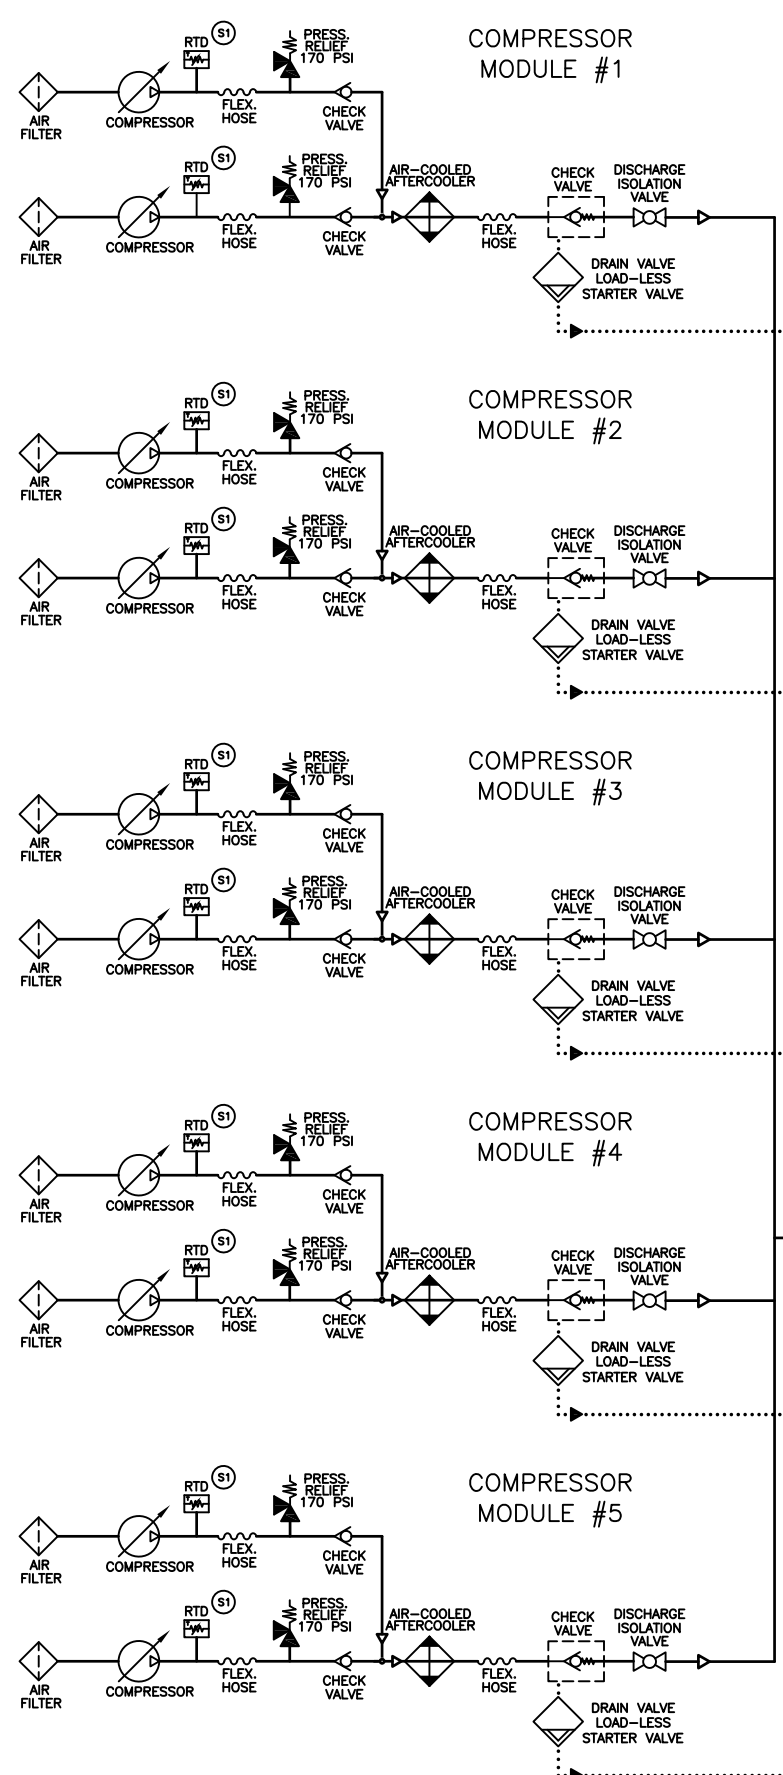 COMPRESSOR
MODULE #1
RTD
S1
PRESS.
RELIEF
170 PSI
AIR
FILTER
COMPRESSOR
FLEX.
HOSE
CHECK
VALVE
RTD
S1
PRESS.
RELIEF
170 PSI
AIR-COOLED
AFTERCOOLER
CHECK
VALVE
DISCHARGE
ISOLATION
VALVE
AIR
FILTER
COMPRESSOR
FLEX.
HOSE
CHECK
VALVE
FLEX.
HOSE
DRAIN VALVE
LOAD-LESS
STARTER VALVE
COMPRESSOR
MODULE #2
RTD
S1
PRESS.
RELIEF
170 PSI
AIR
FILTER
COMPRESSOR
FLEX.
HOSE
CHECK
VALVE
RTD
S1
PRESS.
RELIEF
170 PSI
AIR-COOLED
AFTERCOOLER
CHECK
VALVE
DISCHARGE
ISOLATION
VALVE
AIR
FILTER
COMPRESSOR
FLEX.
HOSE
CHECK
VALVE
FLEX.
HOSE
DRAIN VALVE
LOAD-LESS
STARTER VALVE
COMPRESSOR
MODULE #3
RTD
S1
PRESS.
RELIEF
170 PSI
AIR
FILTER
COMPRESSOR
FLEX.
HOSE
CHECK
VALVE
RTD
S1
PRESS.
RELIEF
170 PSI
AIR-COOLED
AFTERCOOLER
CHECK
VALVE
DISCHARGE
ISOLATION
VALVE
AIR
FILTER
COMPRESSOR
FLEX.
HOSE
CHECK
VALVE
FLEX.
HOSE
DRAIN VALVE
LOAD-LESS
STARTER VALVE
COMPRESSOR
MODULE #4
RTD
S1
PRESS.
RELIEF
170 PSI
AIR
FILTER
COMPRESSOR
FLEX.
HOSE
CHECK
VALVE
RTD
S1
PRESS.
RELIEF
170 PSI
AIR-COOLED
AFTERCOOLER
CHECK
VALVE
DISCHARGE
ISOLATION
VALVE
AIR
FILTER
COMPRESSOR
FLEX.
HOSE
CHECK
VALVE
FLEX.
HOSE
DRAIN VALVE
LOAD-LESS
STARTER VALVE
COMPRESSOR
MODULE #5
RTD
S1
PRESS.
RELIEF
170 PSI
AIR
FILTER
COMPRESSOR
FLEX.
HOSE
CHECK
VALVE
RTD
S1
PRESS.
RELIEF
170 PSI
AIR-COOLED
AFTERCOOLER
CHECK
VALVE
DISCHARGE
ISOLATION
VALVE
AIR
FILTER
COMPRESSOR
FLEX.
HOSE
CHECK
VALVE
FLEX.
HOSE
DRAIN VALVE
LOAD-LESS
STARTER VALVE